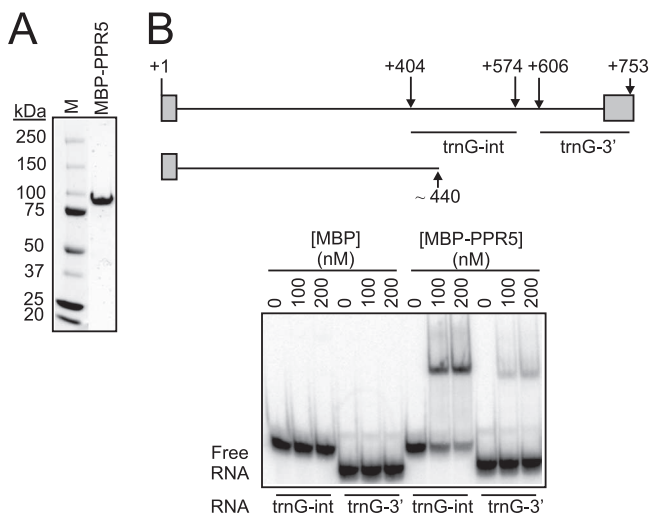 A
B
MBP-PPR5
M
kDa
250
150
100
75
50
37
25
20
+1
+404
+574
+606
+753
trnG-int
trnG-3'
~ 440
[MBP]
(nM)
[MBP-PPR5]
(nM)
0 100 200 0 100 200 0 100 200 0 100 200
Free
RNA
RNA trnG-int trnG-3' trnG-int trnG-3'